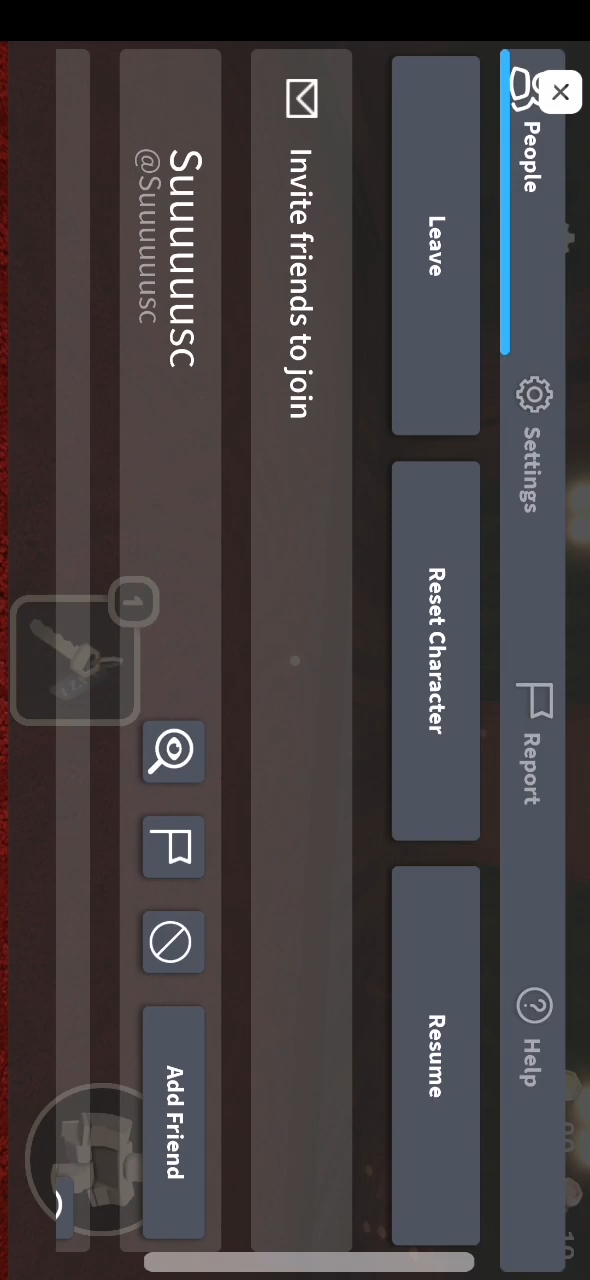 People
Settings
Report
Help
Leave
Reset Character
Resume
Invite friends to join
Suuuuuusc
@Suuuuuusc
Add Friend
1